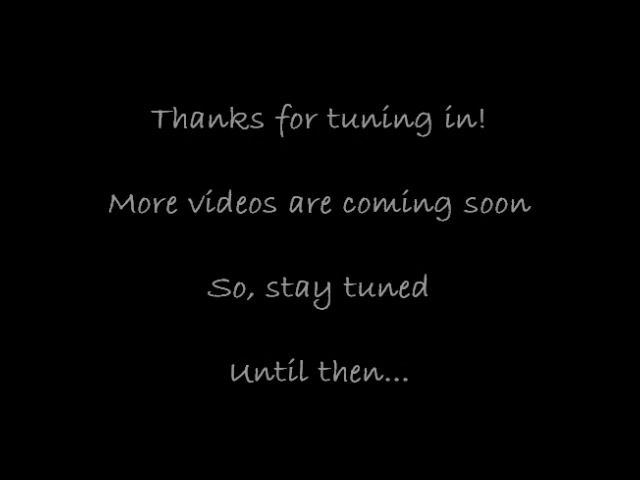 Thanks for tuning in!
More videos are coming soon
So, stay tuned
Until then...